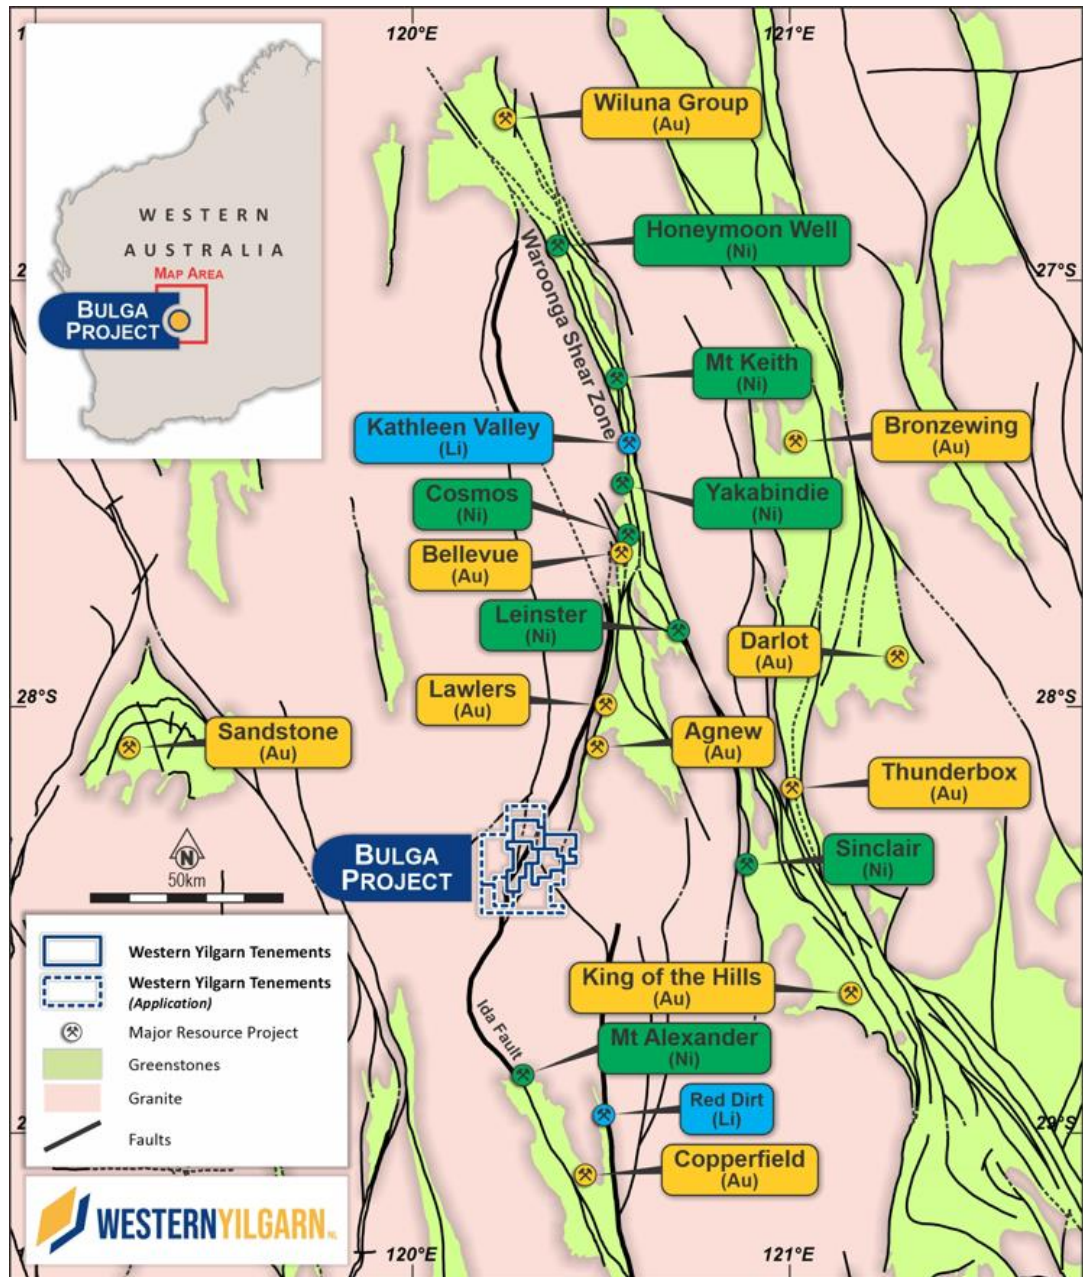 120°E
121°E
WESTERN
AUSTRALIA
MAP AREA
BULGA
PROJECT
Wiluna Group
(Au)
Honeymoon Well
(Ni)
27°S
Waroonga Shear Zone
Mt Keith
(Ni)
Kathleen Valley
(Li)
Bronzewing
(Au)
Cosmos
(Ni)
Yakabindie
(Ni)
Bellevue
(Au)
Leinster
(Ni)
Darlot
(Au)
28°S
Lawlers
(Au)
28°S
Sandstone
(Au)
Agnew
(Au)
Thunderbox
(Au)
N
50km
BULGA
PROJECT
Sinclair
(Ni)
Western Yilgarn Tenements
Western Yilgarn Tenements
(Application)
Major Resource Project
Greenstones
Granite
Faults
King of the Hills
(Au)
Ida Fault
Mt Alexander
(Ni)
Red Dirt
(Li)
29°S
Copperfield
(Au)
WESTERNYILGARN NL
120°E
121°E